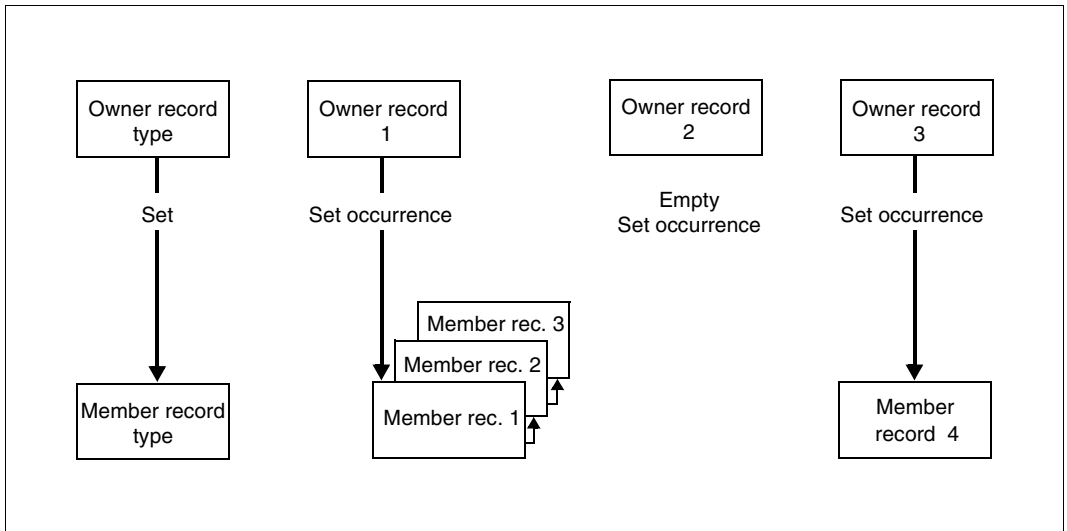 Owner record
type
Owner record
1
Owner record
2
Owner record
3
Set
Set occurrence
Empty
Set occurrence
Set occurrence
Member rec. 3
Member rec. 2
Member rec. 1
Member record
type
Member
record 4